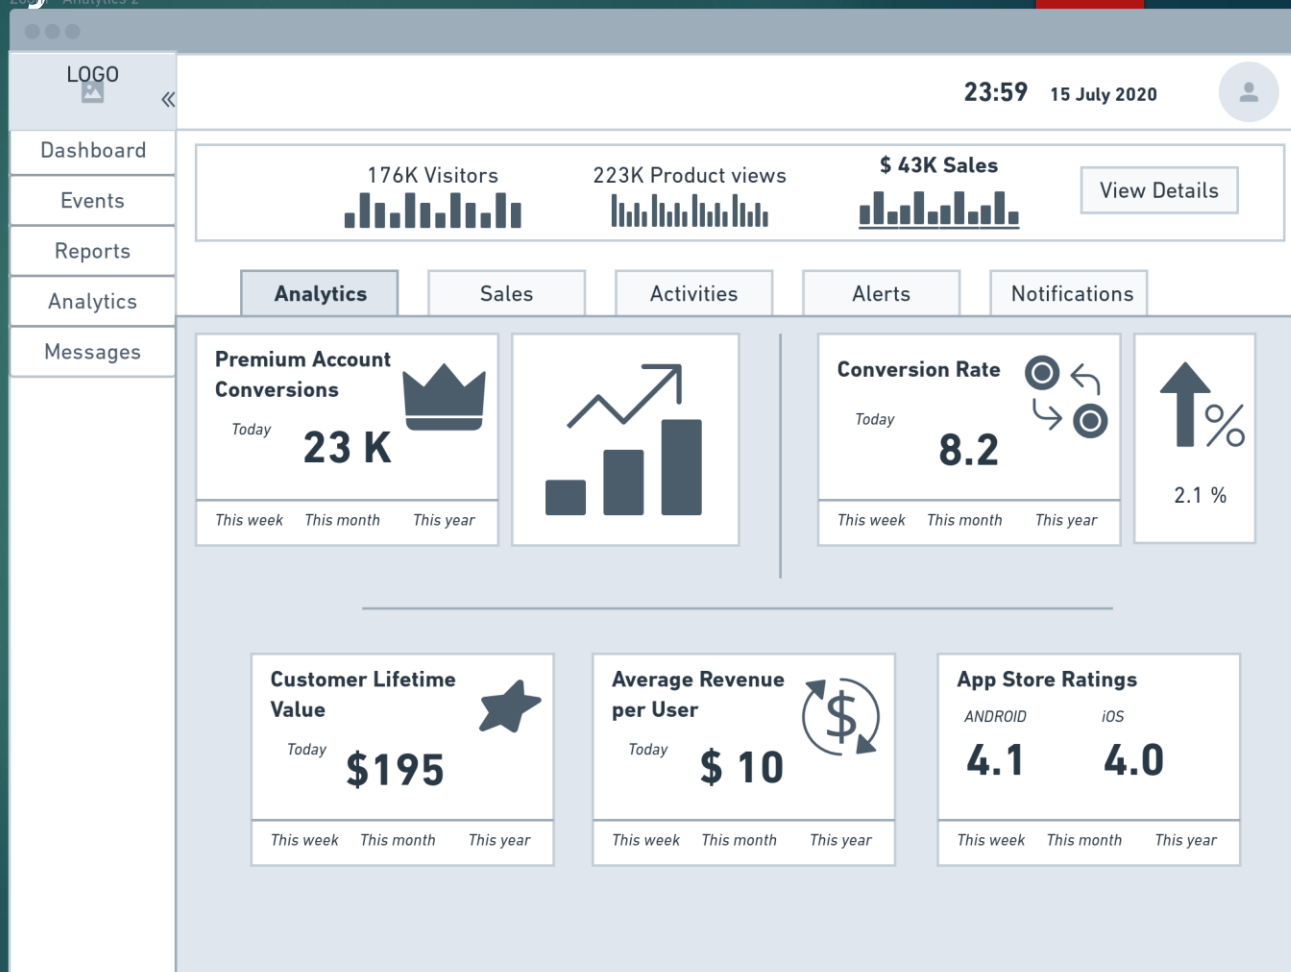 Analytics 2
LOGO
23:59 15 July 2020
Dashboard
Events
Reports
Analytics
Messages
176K Visitors
223K Product views
$ 43K Sales
View Details
Analytics
Sales
Activities
Alerts
Notifications
Premium Account
Conversions
Today
23 K
This week This month This year
Conversion Rate
Today
8.2
This week This month This year
%
2.1 %
Customer Lifetime
Value
Today
$195
This week This month This year
Average Revenue
per User
Today
$ 10
$
This week This month This year
App Store Ratings
ANDROID iOS
4.1 4.0
This week This month This year